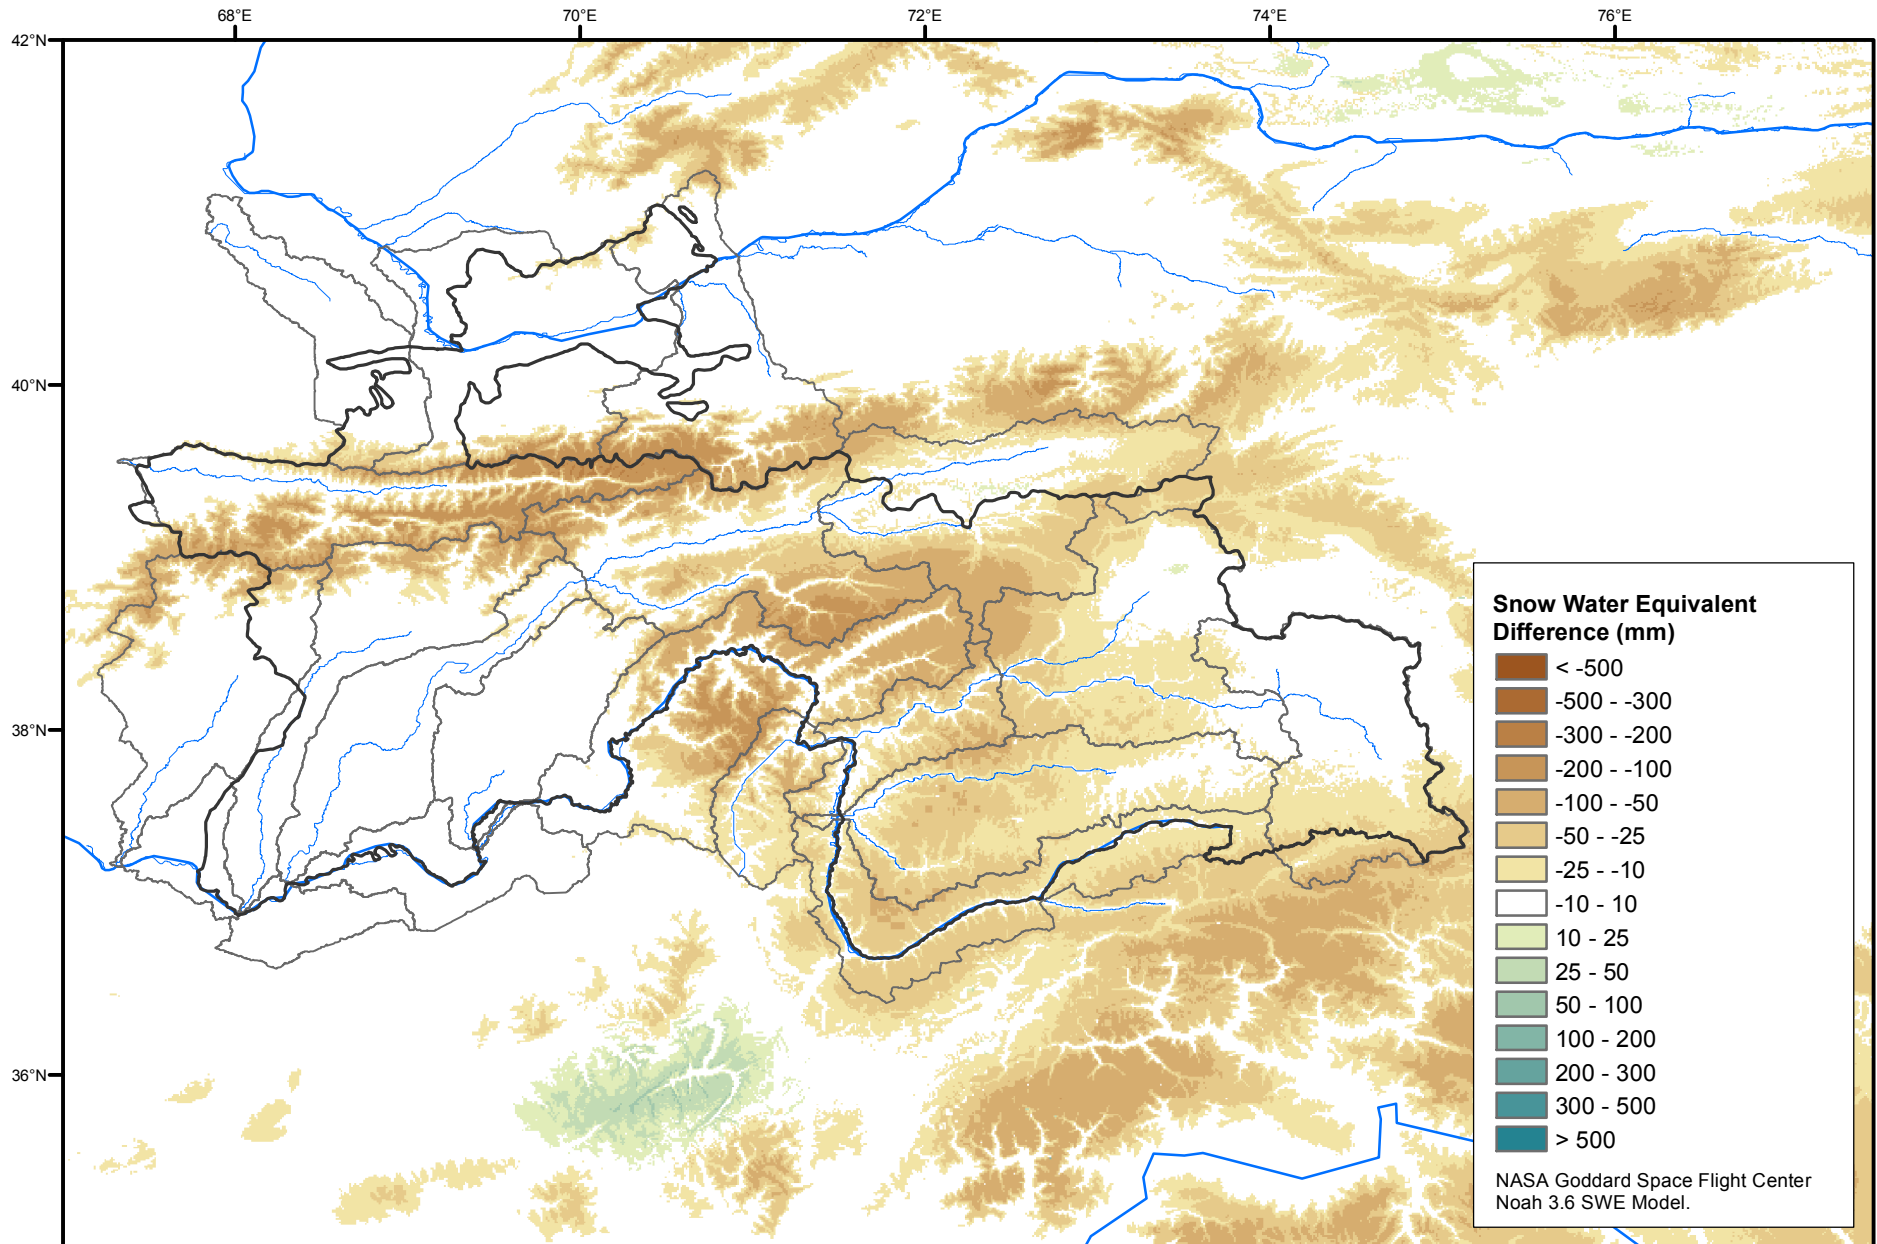 68°E
70°E
72°E
74°E
76°E
42°N
40°N
38°N
36°N
Snow Water Equivalent
Difference (mm)
< -500
-500 - -300
-300 - -200
-200 - -100
-100 - -50
-50 - -25
-25 - -10
-10 - 10
10 - 25
25 - 50
50 - 100
100 - 200
200 - 300
300 - 500
> 500
NASA Goddard Space Flight Center
Noah 3.6 SWE Model.